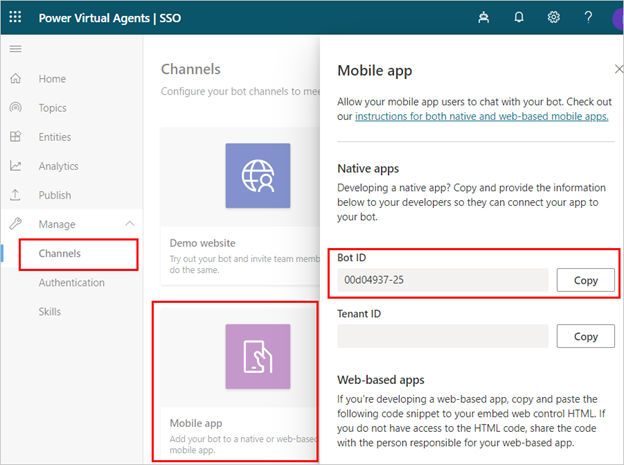 Power Virtual Agents | SSO
Home
Topics
Entities
Analytics
Publish
Manage
Channels
Authentication
Skills
Channels
Configure your bot channels to mee
Demo website
Try out your bot and invite team memb
do the same.
Mobile app
Add your bot to a native or web-based
mobile app.
Mobile app
Allow your mobile app users to chat with your bot. Check out
our instructions for both native and web-based mobile apps.
Native apps
Developing a native app? Copy and provide the information
below to your developers so they can connect your app to
your bot.
Bot ID
00d04937-25
Copy
Tenant ID
Copy
Web-based apps
If you're developing a web-based app, copy and paste the
following code snippet to your embed web control HTML. If
you do not have access to the HTML code, share the code
with the person responsible for your web-based app.